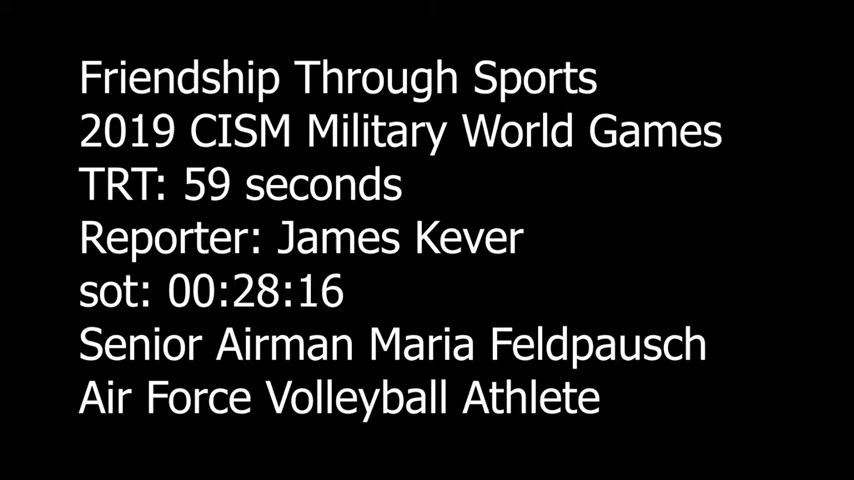 Friendship Through Sports
2019 CISM Military World Games
TRT: 59 seconds
Reporter: James Kever
sot: 00:28:16
Senior Airman Maria Feldpausch
Air Force Volleyball Athlete